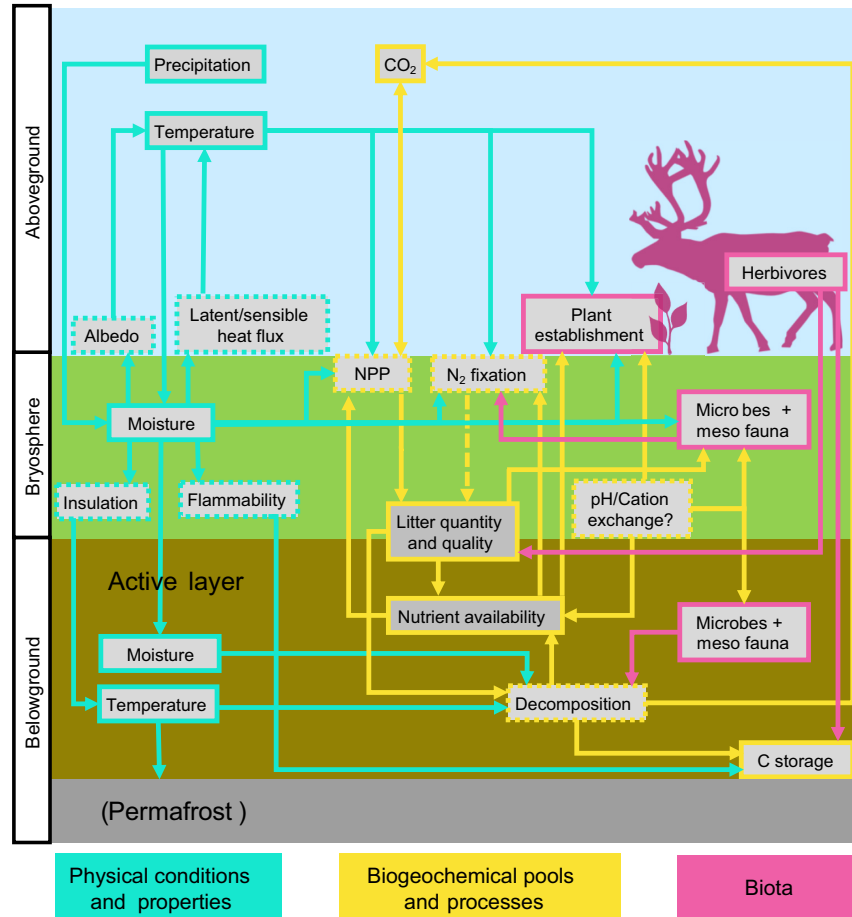 Aboveground
Precipitation
CO₂
Temperature
Herbivores
Latent/sensible
heat flux
Plant
establishment
Albedo
Bryosphere
NPP
N₂ fixation
Moisture
Micro bes +
meso fauna
Insulation
Flammability
pH/Cation
exchange?
Litter quantity
and quality
Belowground
Active layer
Nutrient availability
Microbes +
meso fauna
Moisture
Temperature
Decomposition
C storage
(Permafrost )
Physical conditions
and properties
Biogeochemical pools
and processes
Biota